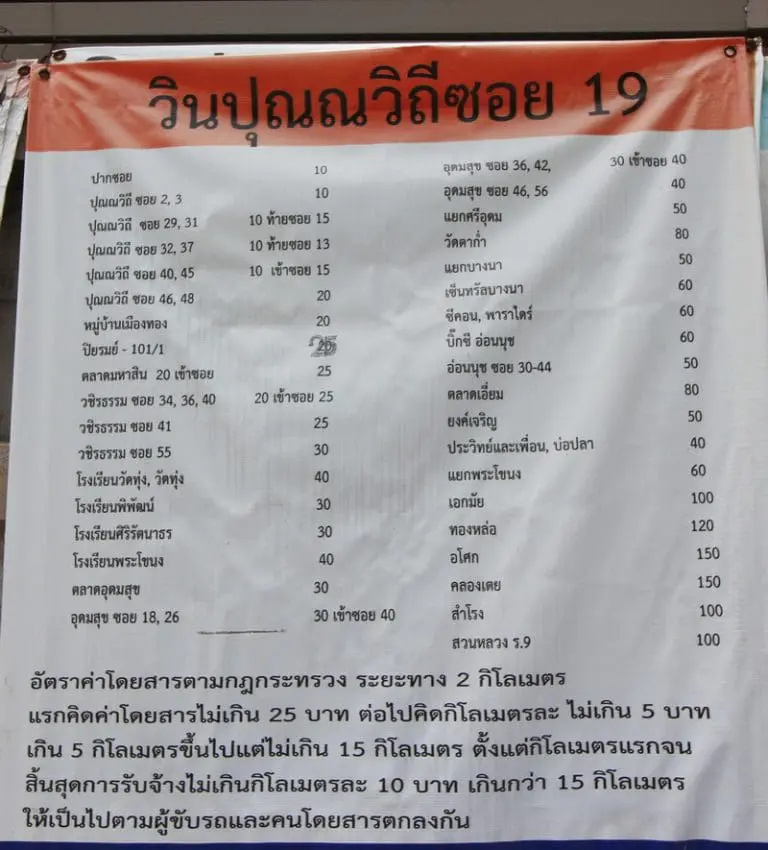 วินปุณณวิถีซอย 19
ปากซอย 10
ปุณณวิถี ซอย 2, 3 10
ปุณณวิถี ซอย 29, 31 10 ท้ายซอย 15
ปุณณวิถี ซอย 32, 37 10 ท้ายซอย 13
ปุณณวิถี ซอย 40, 45 10 เข้าซอย 15
ปุณณวิถี ซอย 46, 48 20
หมู่บ้านเมืองทอง 20
ปิยรมย์ - 101/1 25
ตลาดมหาสิน 20 เข้าซอย 25
วชิรธรรม ซอย 34, 36, 40 20 เข้าซอย 25
วชิรธรรม ซอย 41 25
วชิรธรรม ซอย 55 30
โรงเรียนวัดทุ่ง, วัดทุ่ง 40
โรงเรียนพิพัฒน์ 30
โรงเรียนศิริรัตนาธร 30
โรงเรียนพระโขนง 40
ตลาดอุดมสุข 30
อุดมสุข ซอย 18, 26 30 เข้าซอย 40
อุดมสุข ซอย 36, 42, 30 เข้าซอย 40
อุดมสุข ซอย 46, 56 40
แยกศรีอุดม 50
วัดตาก่ำ 80
แยกบางนา 50
เซ็นทรัลบางนา 60
ซีคอน, พาราไดร์ 60
บิ๊กซี อ่อนนุช 60
อ่อนนุช ซอย 30-44 50
ตลาดเอี่ยม 80
ยงค์เจริญ 50
ประวิทย์และเพื่อน, บ่อปลา 40
แยกพระโขนง 60
เอกมัย 100
ทองหล่อ 120
อโศก 150
คลองเตย 150
สำโรง 100
สวนหลวง ร.9 100
อัตราค่าโดยสารตามกฎกระทรวง ระยะทาง 2 กิโลเมตร
แรกคิดค่าโดยสารไม่เกิน 25 บาท ต่อไปคิดกิโลเมตรละ ไม่เกิน 5 บาท
เกิน 5 กิโลเมตรขึ้นไปแต่ไม่เกิน 15 กิโลเมตร ตั้งแต่กิโลเมตรแรกจน
สิ้นสุดการรับจ้างไม่เกินกิโลเมตรละ 10 บาท เกินกว่า 15 กิโลเมตร
ให้เป็นไปตามผู้ขับรถและคนโดยสารตกลงกัน